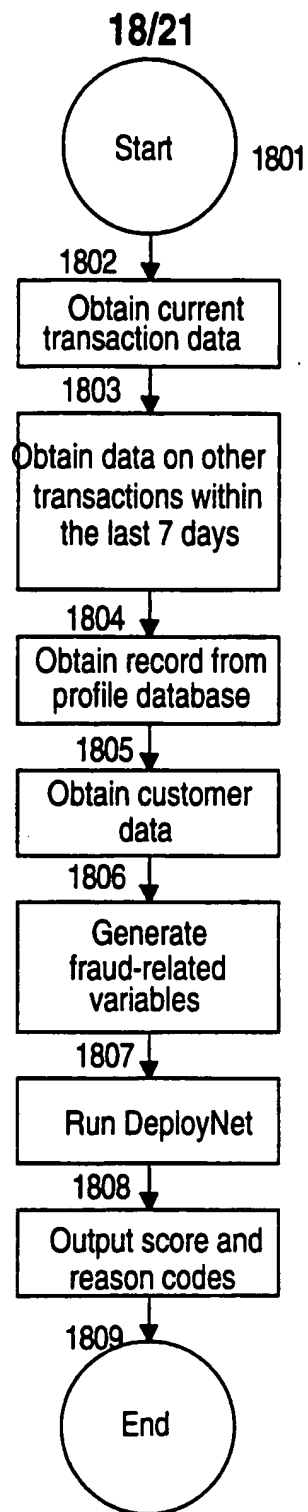 18/21
Start
1801
1802
Obtain current
transaction data
1803
Obtain data on other
transactions within
the last 7 days
1804
Obtain record from
profile database
1805
Obtain customer
data
1806
Generate
fraud-related
variables
1807
Run DeployNet
1808
Output score and
reason codes
1809
End